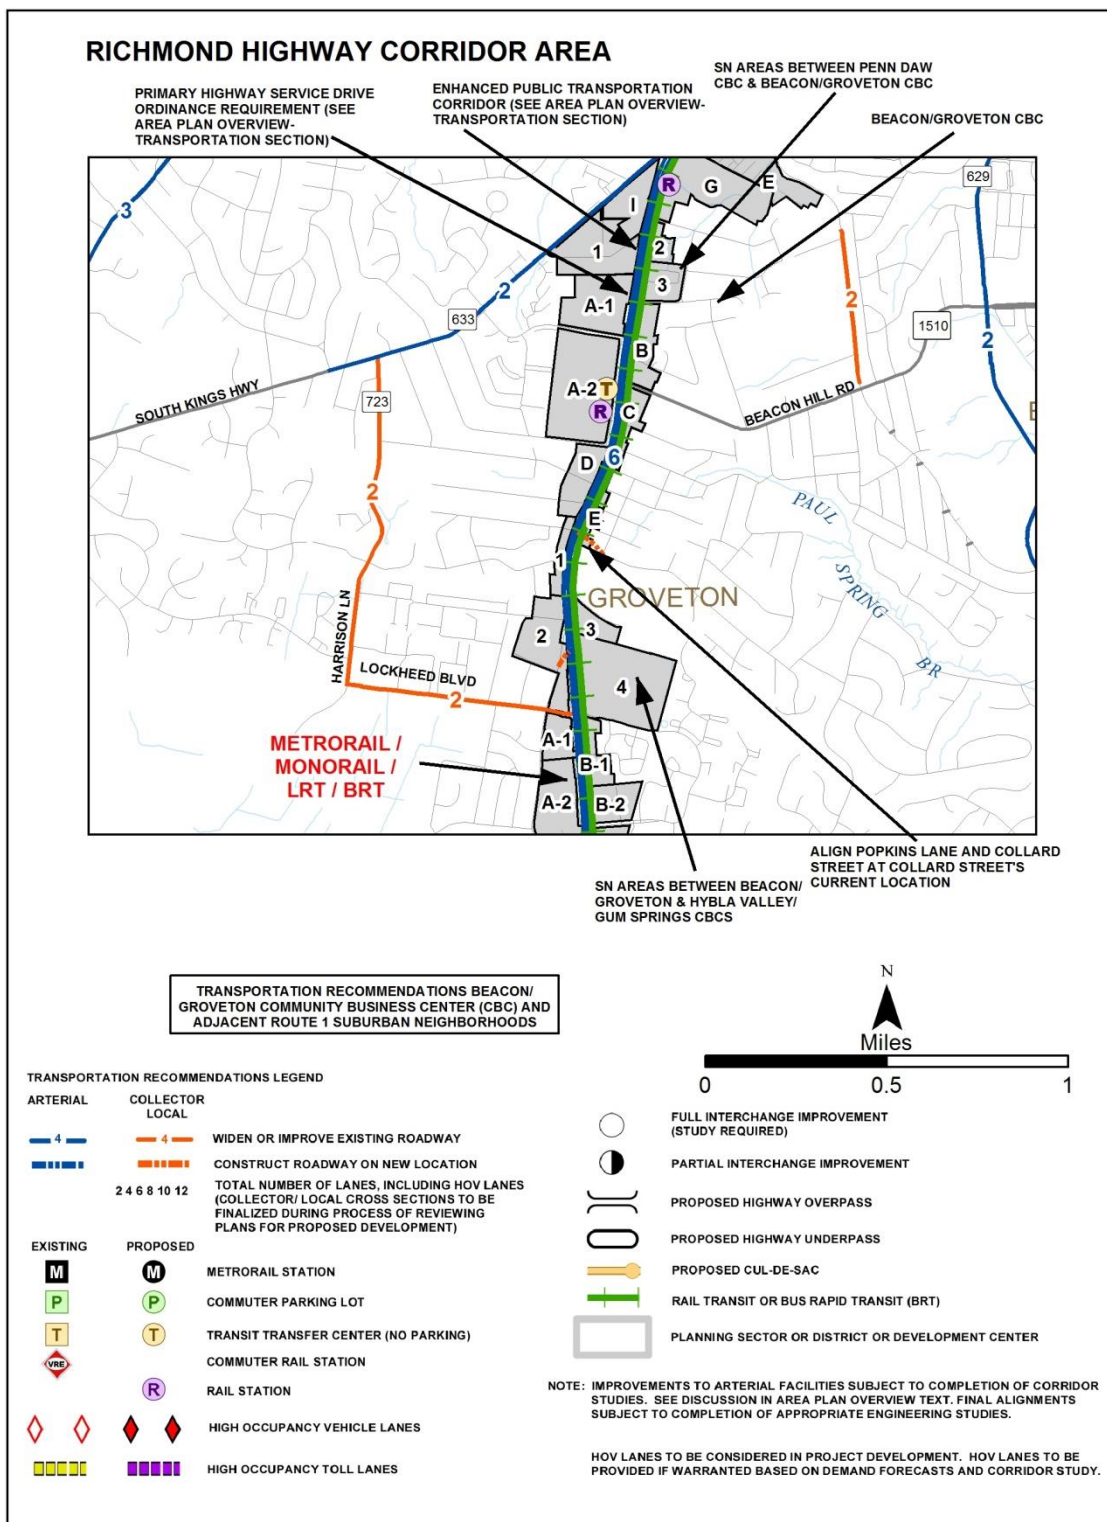 RICHMOND HIGHWAY CORRIDOR AREA
PRIMARY HIGHWAY SERVICE DRIVE
ORDINANCE REQUIREMENT (SEE
AREA PLAN OVERVIEW-
TRANSPORTATION SECTION)
ENHANCED PUBLIC TRANSPORTATION
CORRIDOR (SEE AREA PLAN OVERVIEW-
TRANSPORTATION SECTION)
SN AREAS BETWEEN PENN DAW
CBC & BEACON/GROVETON CBC
BEACON/GROVETON CBC
R
G
E
629
3
I
1
2
3
2
A-1
2
633
1510
2
B
A-2
T
R
C
SOUTH KINGS HWY
723
BEACON HILL RD
6
D
2
E
PAUL
SPRING
BR
1
GROVETON
HARRISON LN
2
3
LOCKHEED BLVD
2
4
METRORAIL /
MONORAIL /
LRT / BRT
A-1
B-1
A-2
B-2
ALIGN POPKINS LANE AND COLLARD
STREET AT COLLARD STREET'S
CURRENT LOCATION
SN AREAS BETWEEN BEACON/
GROVETON & HYBLA VALLEY/
GUM SPRINGS CBCS
TRANSPORTATION RECOMMENDATIONS BEACON/
GROVETON COMMUNITY BUSINESS CENTER (CBC) AND
ADJACENT ROUTE 1 SUBURBAN NEIGHBORHOODS
N
Miles
0 0.5 1
TRANSPORTATION RECOMMENDATIONS LEGEND
ARTERIAL COLLECTOR
LOCAL
4 4 WIDEN OR IMPROVE EXISTING ROADWAY
CONSTRUCT ROADWAY ON NEW LOCATION
2 4 6 8 10 12 TOTAL NUMBER OF LANES, INCLUDING HOV LANES
(COLLECTOR/ LOCAL CROSS SECTIONS TO BE
FINALIZED DURING PROCESS OF REVIEWING
PLANS FOR PROPOSED DEVELOPMENT)
EXISTING PROPOSED
M M METRORAIL STATION
P P COMMUTER PARKING LOT
T T TRANSIT TRANSFER CENTER (NO PARKING)
VRE COMMUTER RAIL STATION
R RAIL STATION
HIGH OCCUPANCY VEHICLE LANES
HIGH OCCUPANCY TOLL LANES
FULL INTERCHANGE IMPROVEMENT
(STUDY REQUIRED)
PARTIAL INTERCHANGE IMPROVEMENT
PROPOSED HIGHWAY OVERPASS
PROPOSED HIGHWAY UNDERPASS
PROPOSED CUL-DE-SAC
RAIL TRANSIT OR BUS RAPID TRANSIT (BRT)
PLANNING SECTOR OR DISTRICT OR DEVELOPMENT CENTER
NOTE: IMPROVEMENTS TO ARTERIAL FACILITIES SUBJECT TO COMPLETION OF CORRIDOR
STUDIES. SEE DISCUSSION IN AREA PLAN OVERVIEW TEXT. FINAL ALIGNMENTS
SUBJECT TO COMPLETION OF APPROPRIATE ENGINEERING STUDIES.
HOV LANES TO BE CONSIDERED IN PROJECT DEVELOPMENT. HOV LANES TO BE
PROVIDED IF WARRANTED BASED ON DEMAND FORECASTS AND CORRIDOR STUDY.